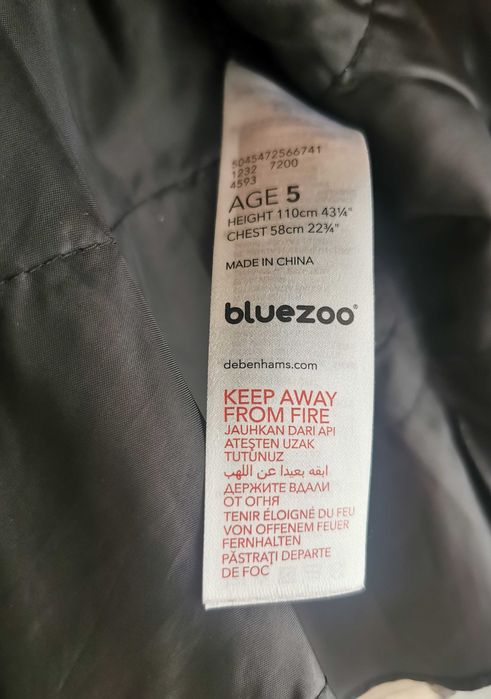 5045472566741
1232 7200
4593
AGE 5
HEIGHT 110cm 43¼"
CHEST 58cm 22¾"
MADE IN CHINA
bluezoo®
debenhams.com
KEEP AWAY
FROM FIRE
JAUHKAN DARI API
ATEŞTEN UZAK
TUTUNUZ
ابقه بعيدا عن اللهب
ДЕРЖИТЕ ВДАЛИ
ОТ ОГНЯ
TENIR ÉLOIGNÉ DU FEU
VON OFFENEM FEUER
FERNHALTEN
PĂSTRAȚI DEPARTE
DE FOC